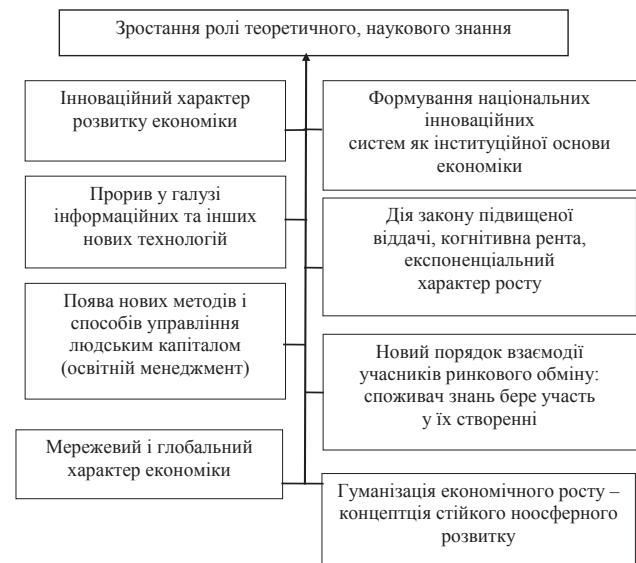 Зростання ролі теоретичного, наукового знання
Інноваційний характер
розвитку економіки
Прорив у галузі
інформаційних та інших
нових технологій
Поява нових методів і
способів управління
людським капіталом
(освітній менеджмент)
Мережевий і глобальний
характер економіки
Формування національних
інноваційних
систем як інституційної основи
економіки
Дія закону підвищеної
віддачі, когнитивна рента,
експоненціальний
характер росту
Новий порядок взаємодії
учасників ринкового обміну:
споживач знань бере участь
у їх створенні
Гуманізація економічного росту –
концептція стійкого ноосферного
розвитку